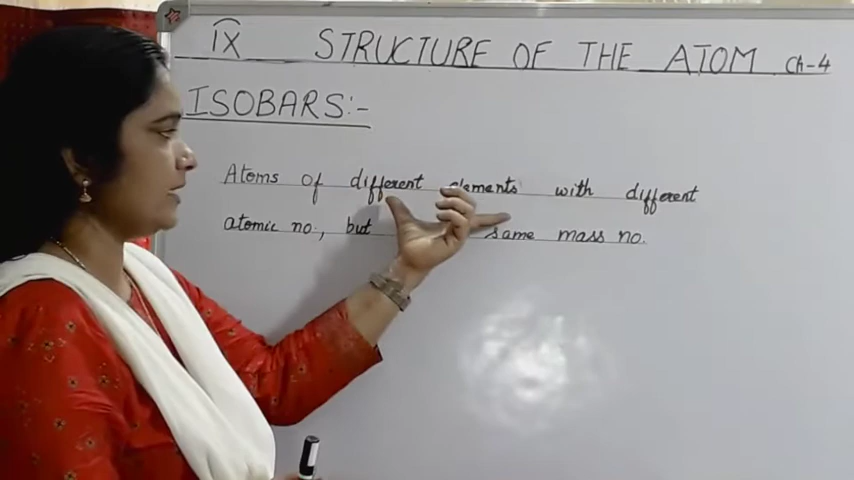 IX STRUCTURE OF THE ATOM Ch-4
ISOBARS:-
Atoms of different elements with different
atomic no., but same mass no.